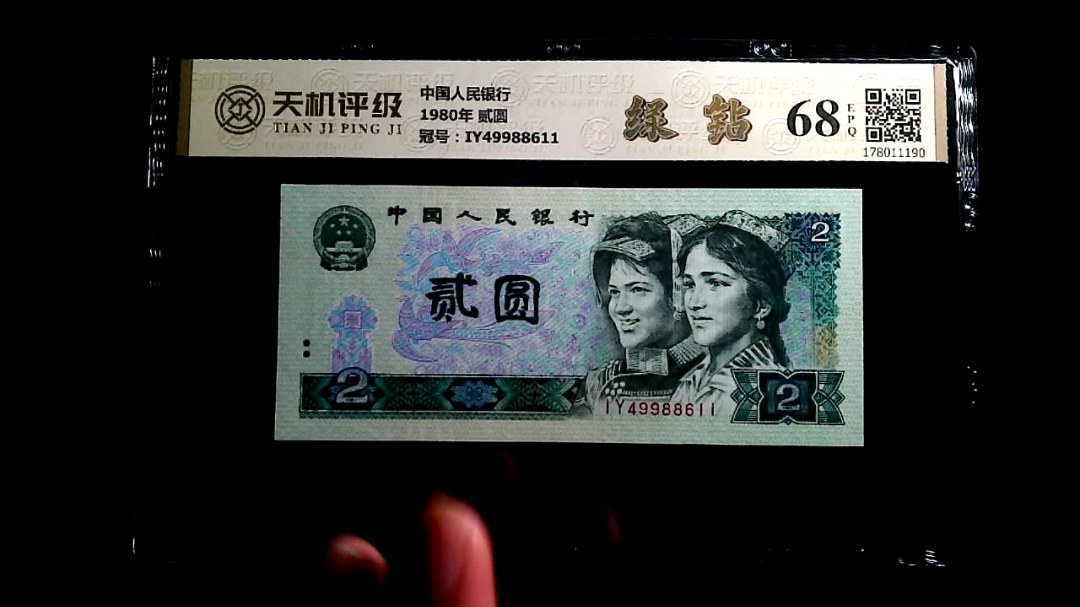 天机评级
TIAN JI PING JI
中国人民银行
1980年 贰圆
冠号：IY49988611
绿 钻
68
EPQ
178011190
中国人民银行
2
贰圆
2
IY49988611
2